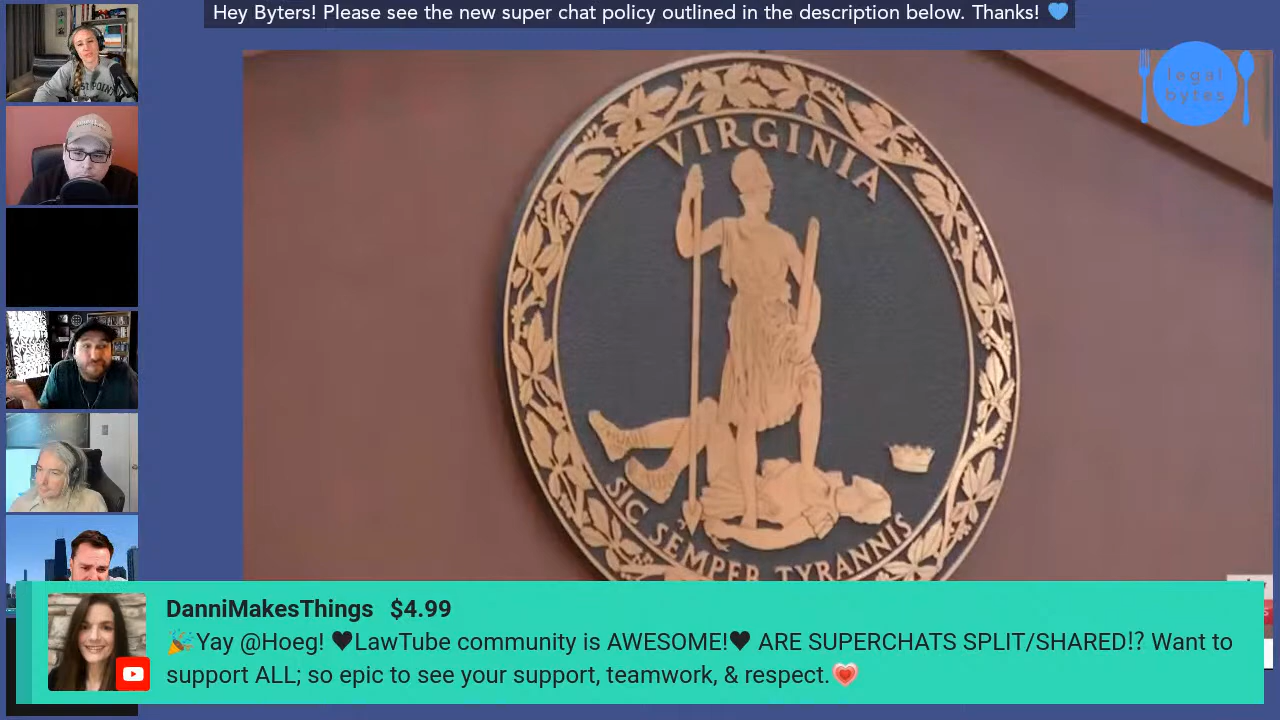 Hey Byters! Please see the new super chat policy outlined in the description below. Thanks! 💙
legal
bytes
VIRGINIA
SIC SEMPER TYRANNIS
DanniMakesThings $4.99
🎉Yay @Hoeg! ♥LawTube community is AWESOME!♥ ARE SUPERCHATS SPLIT/SHARED!? Want to
support ALL; so epic to see your support, teamwork, & respect.💗